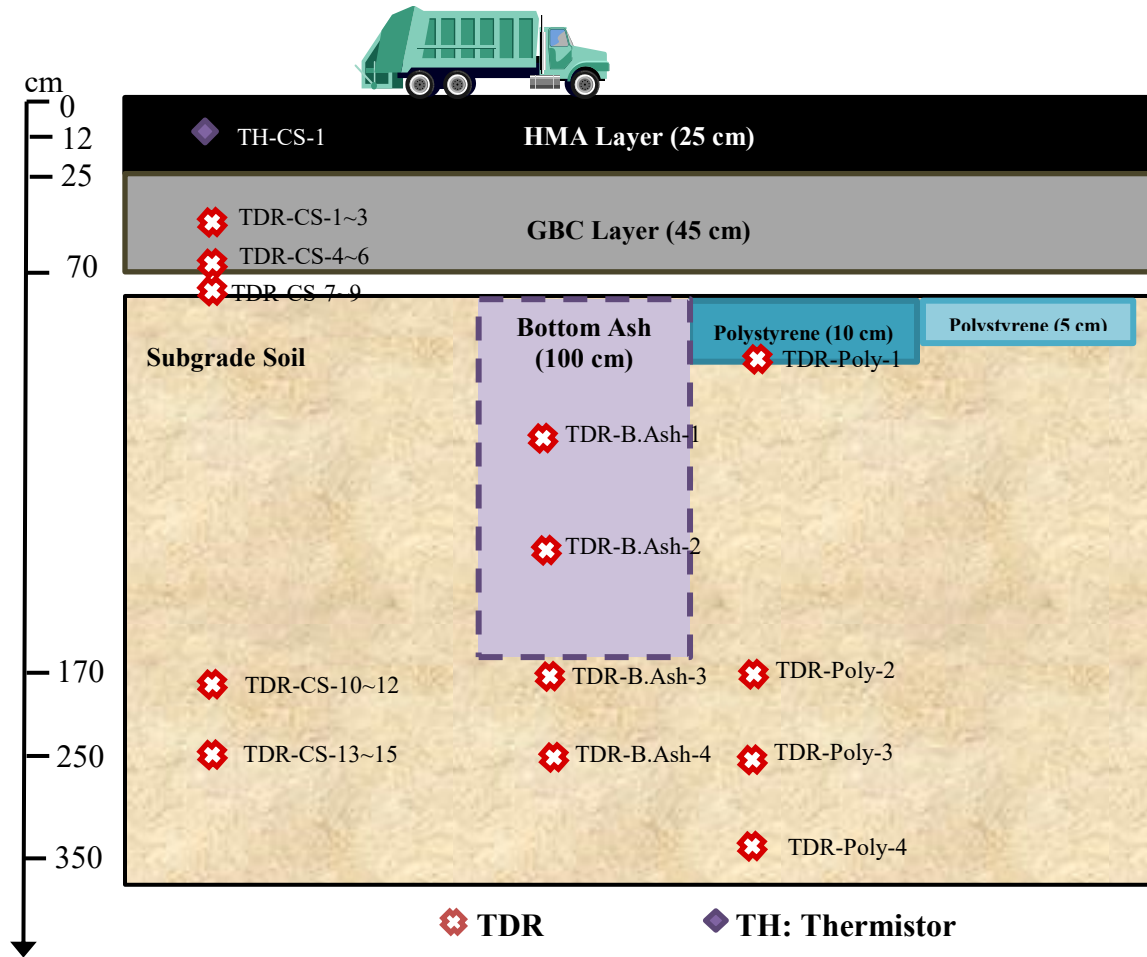 cm
0
12
25
70
170
250
350
TH-CS-1
HMA Layer (25 cm)
TDR-CS-1~3
GBC Layer (45 cm)
TDR-CS-4~6
TDR-CS-7~9
Subgrade Soil
Bottom Ash
(100 cm)
Polystyrene (10 cm)
Polystyrene (5 cm)
TDR-Poly-1
TDR-B.Ash-1
TDR-B.Ash-2
TDR-CS-10~12
TDR-B.Ash-3
TDR-Poly-2
TDR-CS-13~15
TDR-B.Ash-4
TDR-Poly-3
TDR-Poly-4
TDR
TH: Thermistor